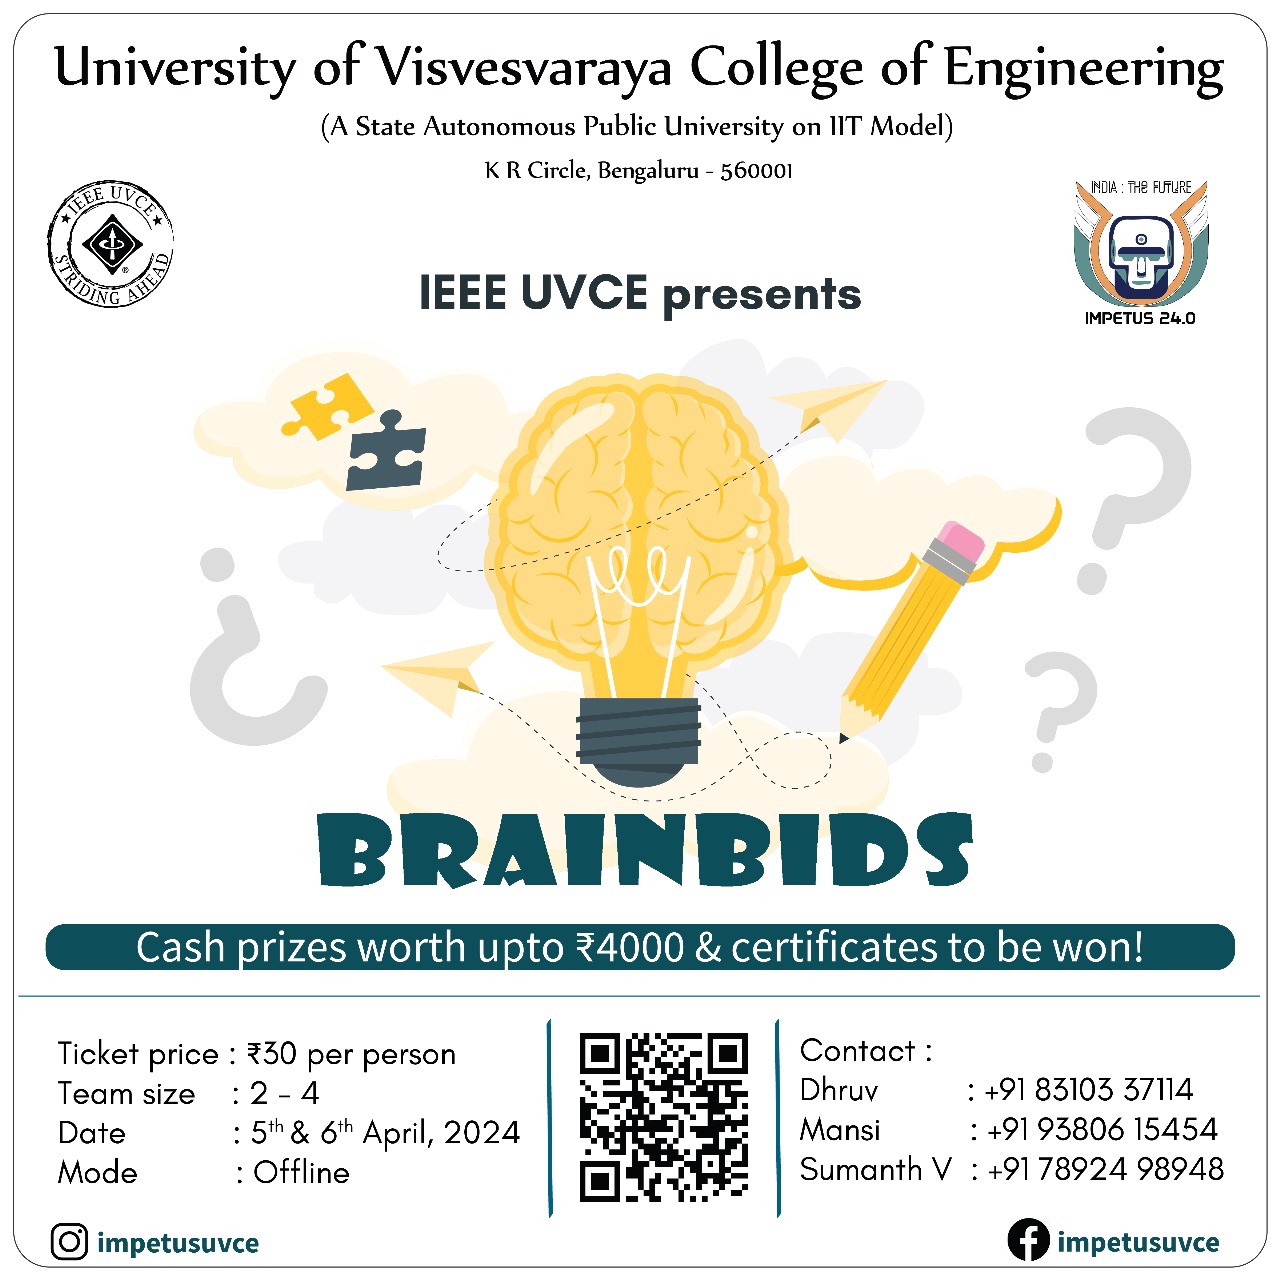 University of Visvesvaraya College of Engineering
(A State Autonomous Public University on IIT Model)
K R Circle, Bengaluru - 560001
IEEE UVCE
STRIDING AHEAD
INDIA : THE FUTURE
IMPETUS 24.0
IEEE UVCE presents
BRAINBIDS
Cash prizes worth upto ₹4000 & certificates to be won!
Ticket price : ₹30 per person
Team size : 2 - 4
Date : 5th & 6th April, 2024
Mode : Offline
Contact :
Dhruv : +91 83103 37114
Mansi : +91 93806 15454
Sumanth V : +91 78924 98948
impetusuvce
impetusuvce